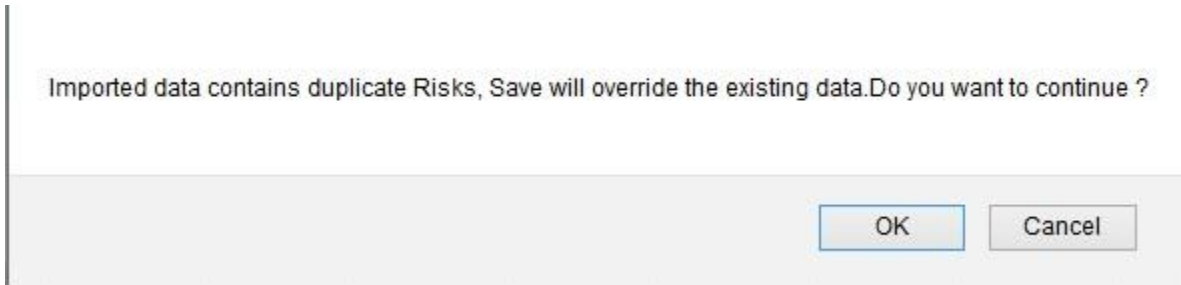 Imported data contains duplicate Risks, Save will override the existing data.Do you want to continue ?
OK
Cancel